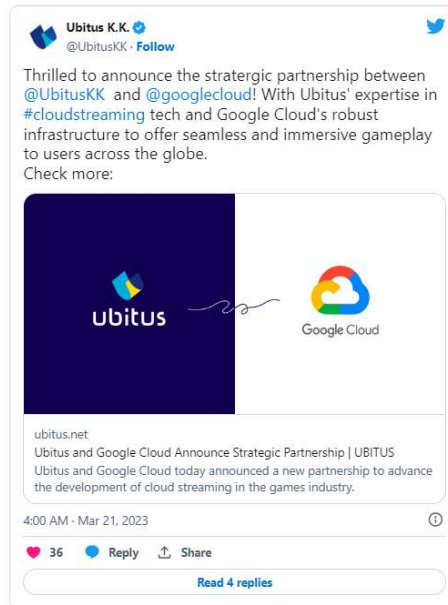 Ubitus K.K.
@UbitusKK · Follow
Thrilled to announce the stratergic partnership between
@UbitusKK and @googlecloud! With Ubitus' expertise in
#cloudstreaming tech and Google Cloud's robust
infrastructure to offer seamless and immersive gameplay
to users across the globe.
Check more:
ubitus
Google Cloud
ubitus.net
Ubitus and Google Cloud Announce Strategic Partnership | UBITUS
Ubitus and Google Cloud today announced a new partnership to advance
the development of cloud streaming in the games industry.
4:00 AM · Mar 21, 2023
36 Reply Share
Read 4 replies